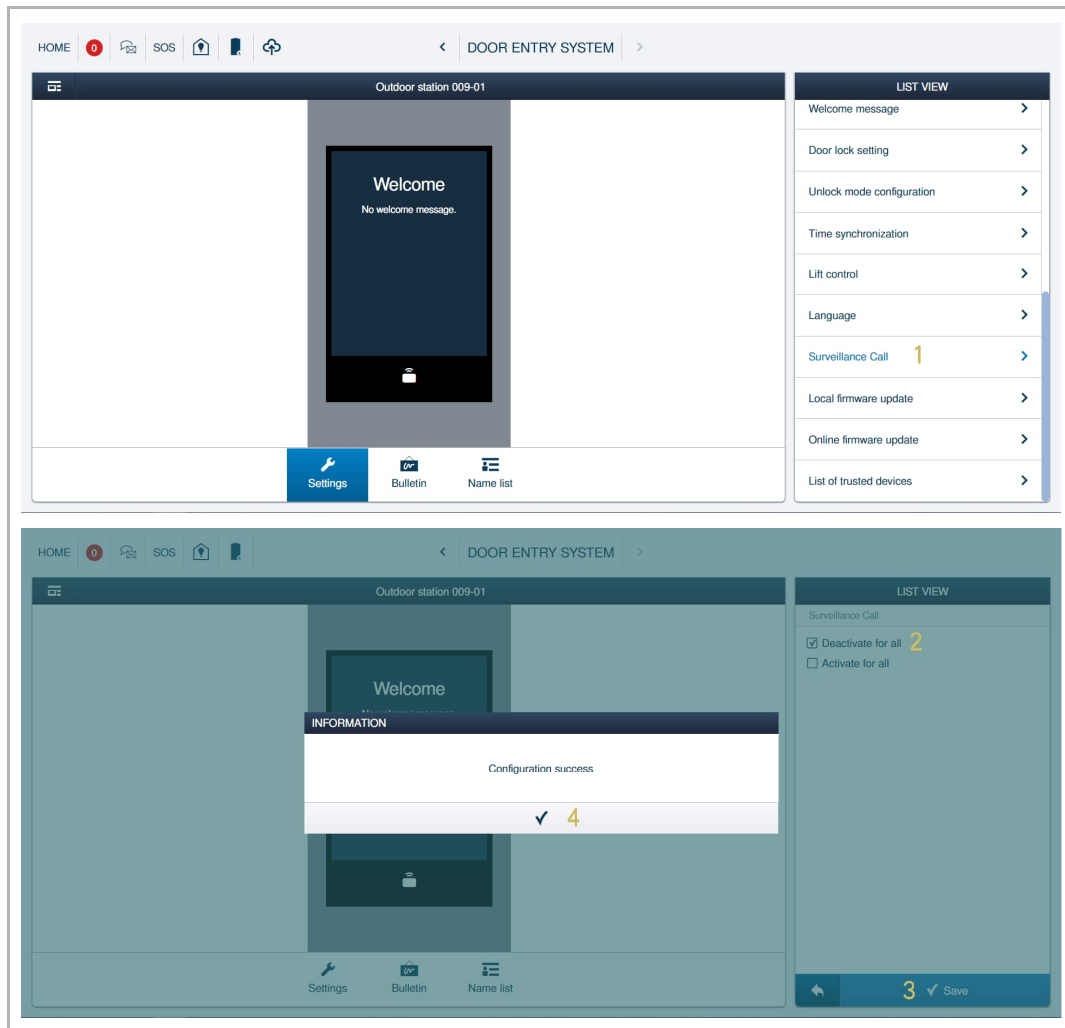 HOME 0 SOS DOOR ENTRY SYSTEM
Outdoor station 009-01
Welcome
No welcome message.
Settings Bulletin Name list
LIST VIEW
Welcome message
Door lock setting
Unlock mode configuration
Time synchronization
Lift control
Language
Surveillance Call 1
Local firmware update
Online firmware update
List of trusted devices
HOME 0 SOS DOOR ENTRY SYSTEM
Outdoor station 009-01
Welcome
INFORMATION
Configuration success
4
Settings Bulletin Name list
LIST VIEW
Surveillance Call
Deactivate for all 2
Activate for all
3 Save